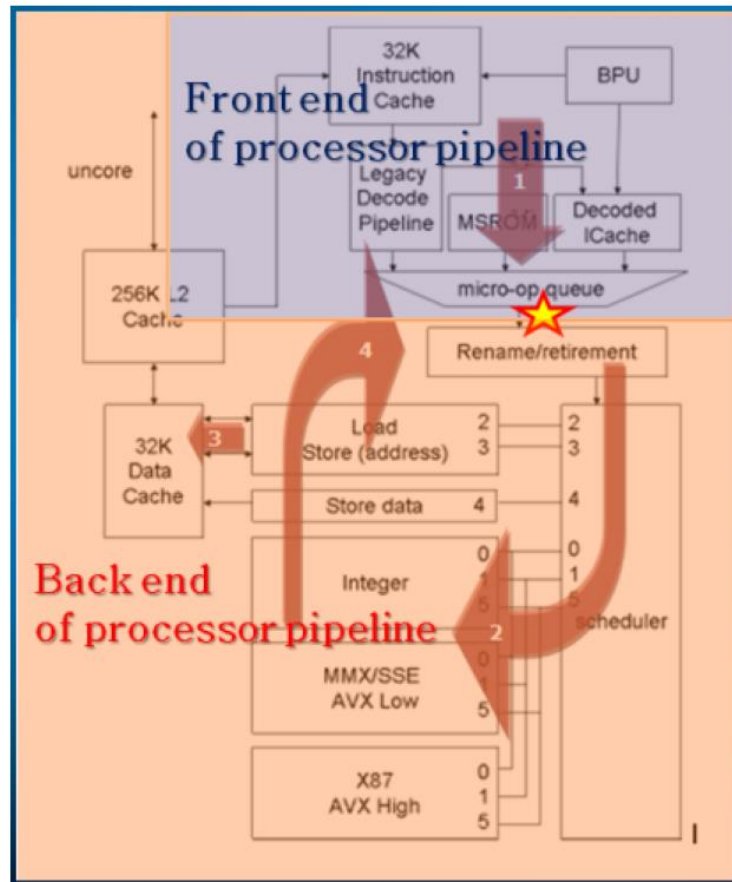 32K
Instruction
Cache
BPU
Front end
of processor pipeline
uncore
Legacy
Decode
Pipeline
1
MSROM
Decoded
ICache
256K L2
Cache
micro-op queue
4
Rename/retirement
3
32K
Data
Cache
Load
Store (address)
2
3
2
3
Store data
4
4
Integer
0
1
5
0
1
5
scheduler
Back end
of processor pipeline
2
MMX/SSE
AVX Low
0
1
5
X87
AVX High
0
1
5
I